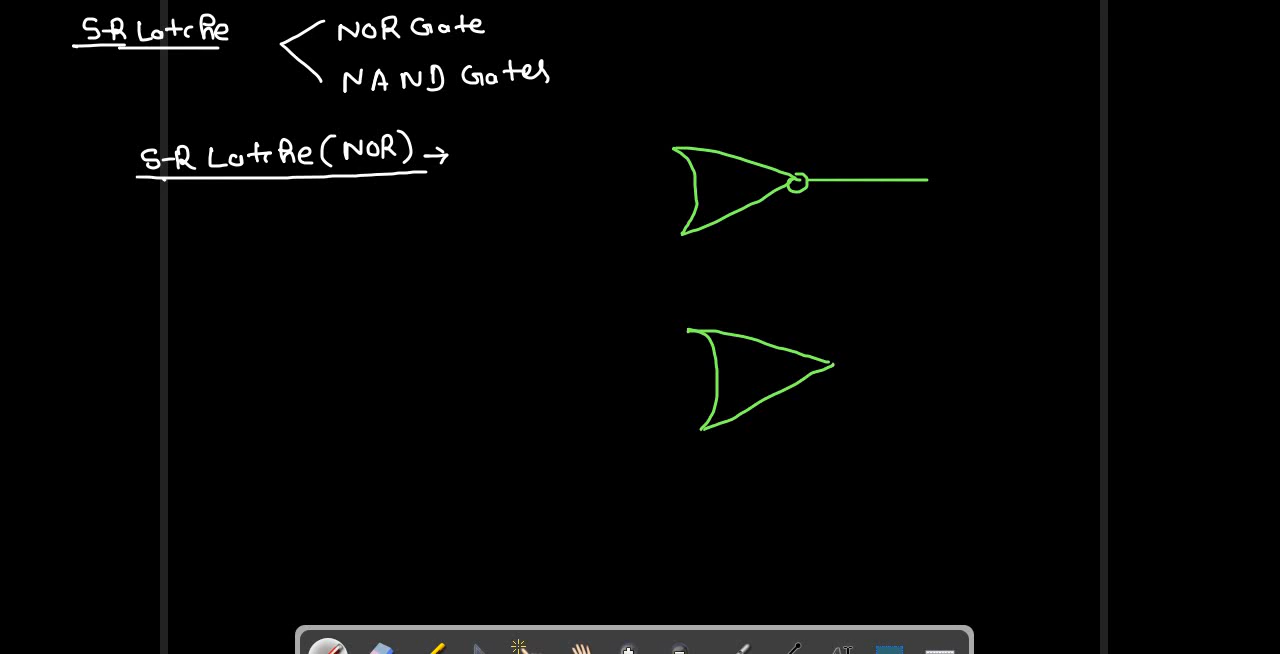 S-R Latche
NOR Gate
NAND Gates
S-R Latche (NOR) →